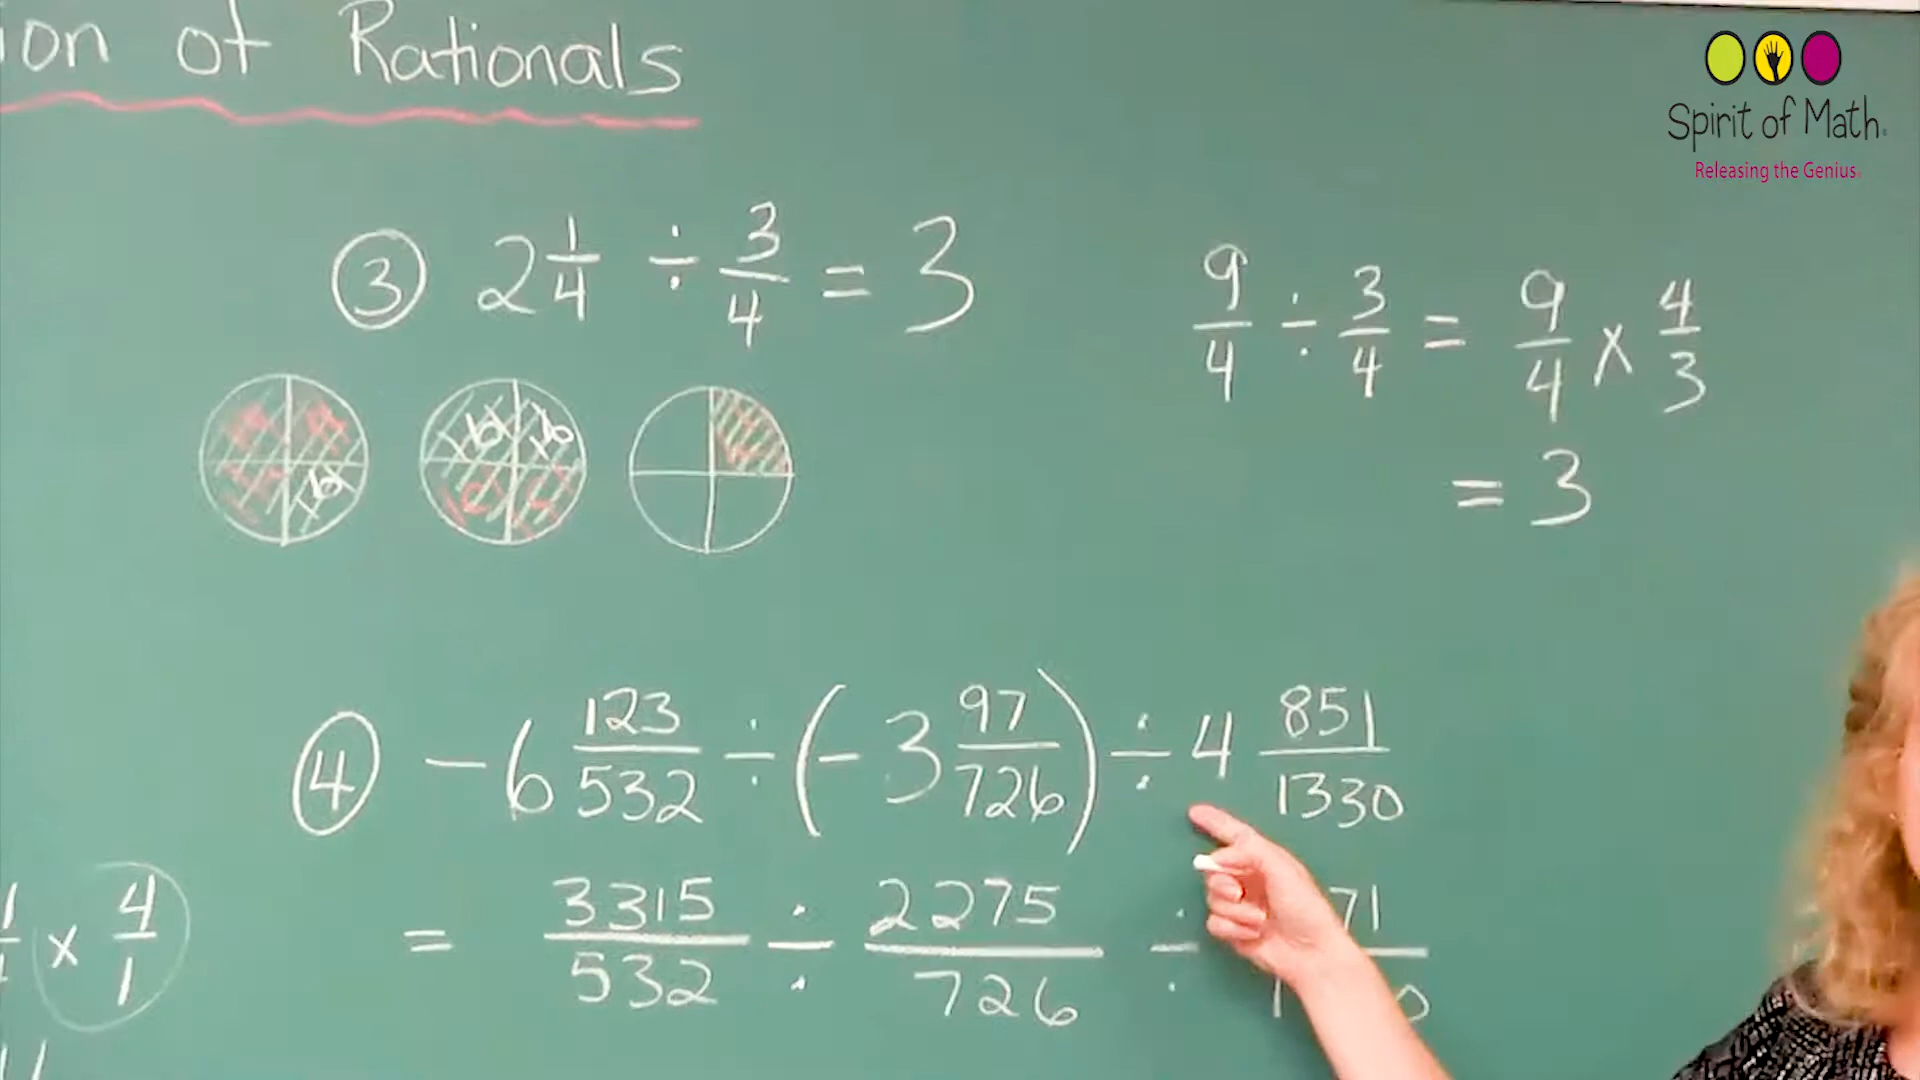 ion of Rationals
Spirit of Math
Releasing the Genius
③ 2 1/4 ÷ 3/4 = 3
9/4 ÷ 3/4 = 9/4 x 4/3
= 3
④ -6 123/532 ÷ (-3 97/726) ÷ 4 851/1330
= 3315/532 ÷ 2275/726 ÷ 71
x 4/1